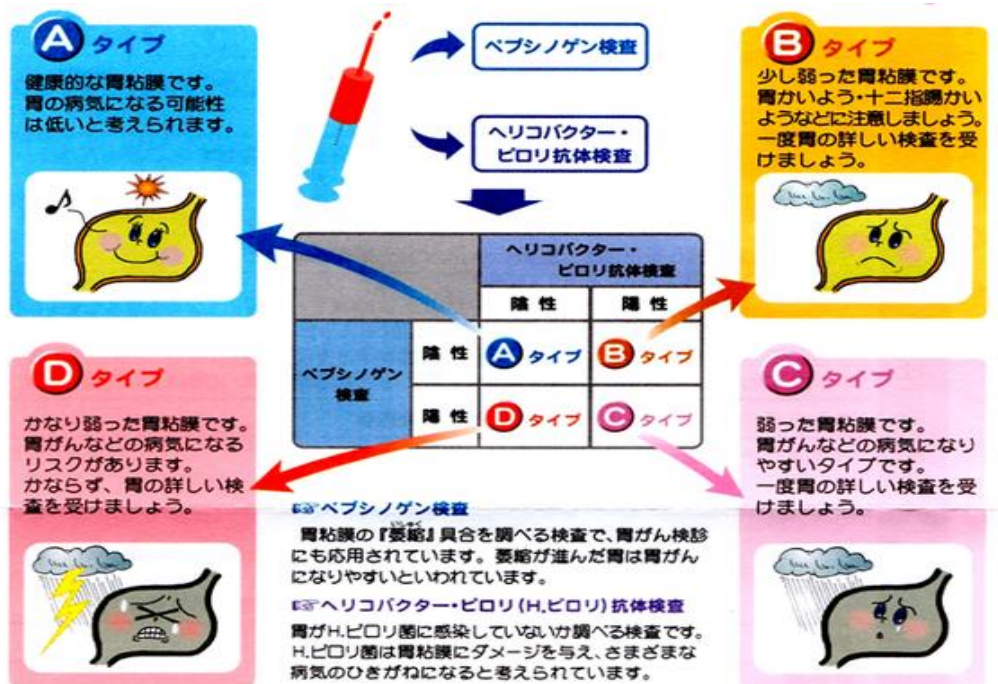 A タイプ
健康的な胃粘膜です。
胃の病気になる可能性
は低いと考えられます。
ペプシノゲン検査
ヘリコバクター・
ピロリ抗体検査
B タイプ
少し弱った胃粘膜です。
胃かいよう・十二指腸かい
ようなどに注意しましょう。
一度胃の詳しい検査を受
けましょう。
ヘリコバクター・
ピロリ抗体検査
陰性 陽性
ペプシノゲン
検査
陰性 A タイプ B タイプ
陽性 D タイプ C タイプ
D タイプ
かなり弱った胃粘膜です。
胃がんなどの病気になる
リスクがあります。
かならず、胃の詳しい検
査を受けましょう。
C タイプ
弱った胃粘膜です。
胃がんなどの病気になり
やすいタイプです。
一度胃の詳しい検査を受
けましょう。
☞ペプシノゲン検査
いしゅく
胃粘膜の『萎縮』具合を調べる検査で、胃がん検診
にも応用されています。萎縮が進んだ胃は胃がん
になりやすいといわれています。
☞ヘリコバクター・ピロリ(H.ピロリ)抗体検査
胃がH.ピロリ菌に感染していないか調べる検査です。
H.ピロリ菌は胃粘膜にダメージを与え、さまざまな
病気のひきがねになると考えられています。